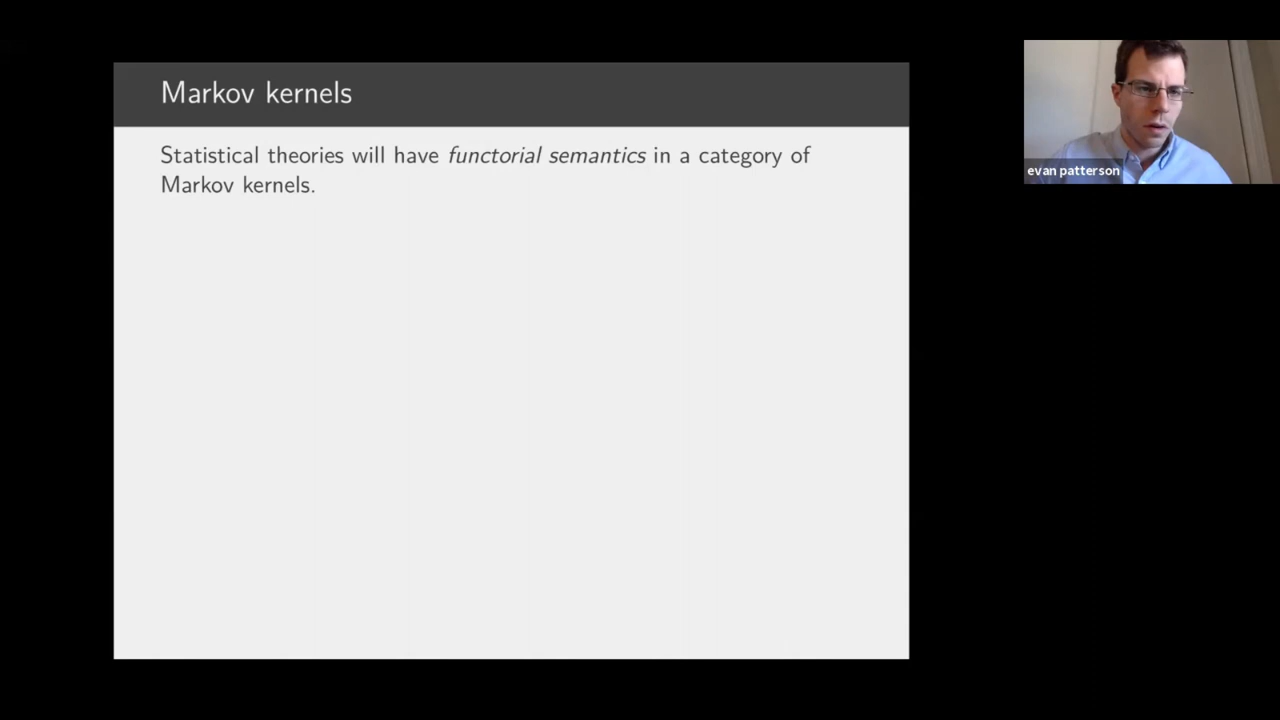 Markov kernels
Statistical theories will have functorial semantics in a category of
Markov kernels.
evan patterson